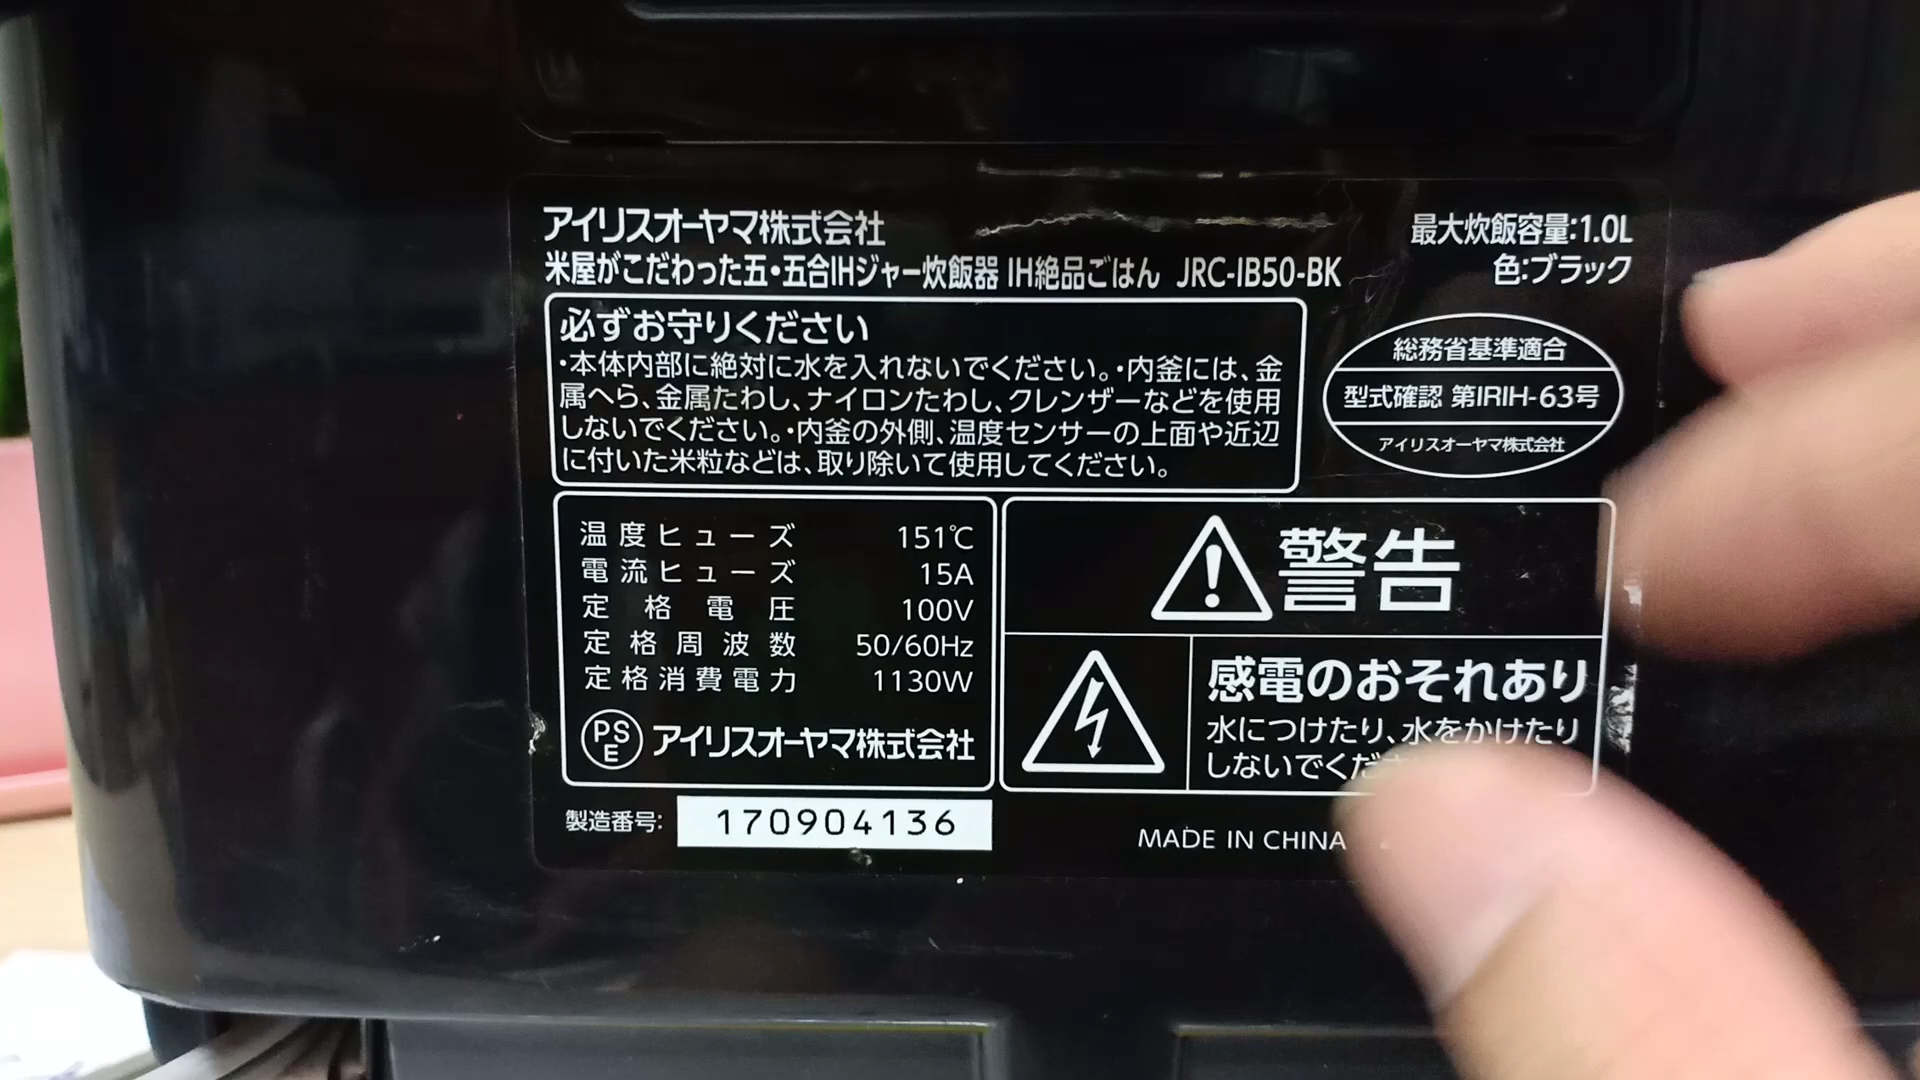 アイリスオーヤマ株式会社
米屋がこだわった五・五合IHジャー炊飯器 IH絶品ごはん JRC-IB50-BK
最大炊飯容量:1.0L
色:ブラック
必ずお守りください
・本体内部に絶対に水を入れないでください。・内釜には、金
属へら、金属たわし、ナイロンたわし、クレンザーなどを使用
しないでください。・内釜の外側、温度センサーの上面や近辺
に付いた米粒などは、取り除いて使用してください。
総務省基準適合
型式確認 第IRIH-63号
アイリスオーヤマ株式会社
温度ヒューズ 151℃
電流ヒューズ 15A
定格電圧 100V
定格周波数 50/60Hz
定格消費電力 1130W
PSE アイリスオーヤマ株式会社
警告
感電のおそれあり
水につけたり、水をかけたり
しないでくだ
製造番号: 170904136
MADE IN CHINA